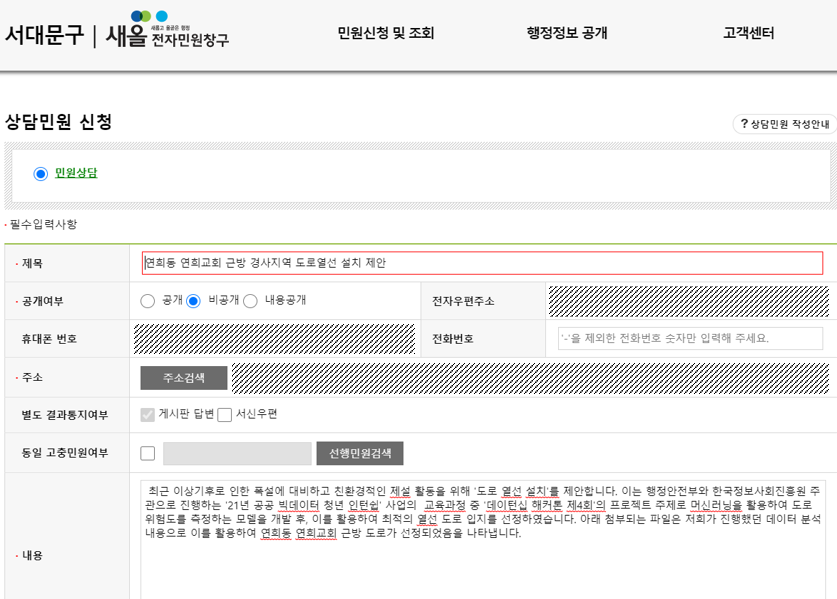 서대문구 | 새올 새롭고 올곧은 행정 전자민원창구
민원신청 및 조회 행정정보 공개 고객센터
상담민원 신청
? 상담민원 작성안내
민원상담
· 필수입력사항
· 제목 연희동 연희교회 근방 경사지역 도로열선 설치 제안
· 공개여부 공개 비공개 내용공개 전자우편주소
휴대폰 번호 전화번호 '-'을 제외한 전화번호 숫자만 입력해 주세요.
· 주소 주소검색
별도 결과통지여부 게시판 답변 서신우편
동일 고충민원여부 선행민원검색
· 내용
최근 이상기후로 인한 폭설에 대비하고 친환경적인 제설 활동을 위해 '도로 열선 설치'를 제안합니다. 이는 행정안전부와 한국정보사회진흥원 주
관으로 진행하는 '21년 공공 빅데이터 청년 인턴쉽' 사업의 교육과정 중 '데이턴십 해커톤 제4회'의 프로젝트 주제로 머신러닝을 활용하여 도로
위험도를 측정하는 모델을 개발 후, 이를 활용하여 최적의 열선 도로 입지를 선정하였습니다. 아래 첨부되는 파일은 저희가 진행했던 데이터 분석
내용으로 이를 활용하여 연희동 연희교회 근방 도로가 선정되었음을 나타냅니다.